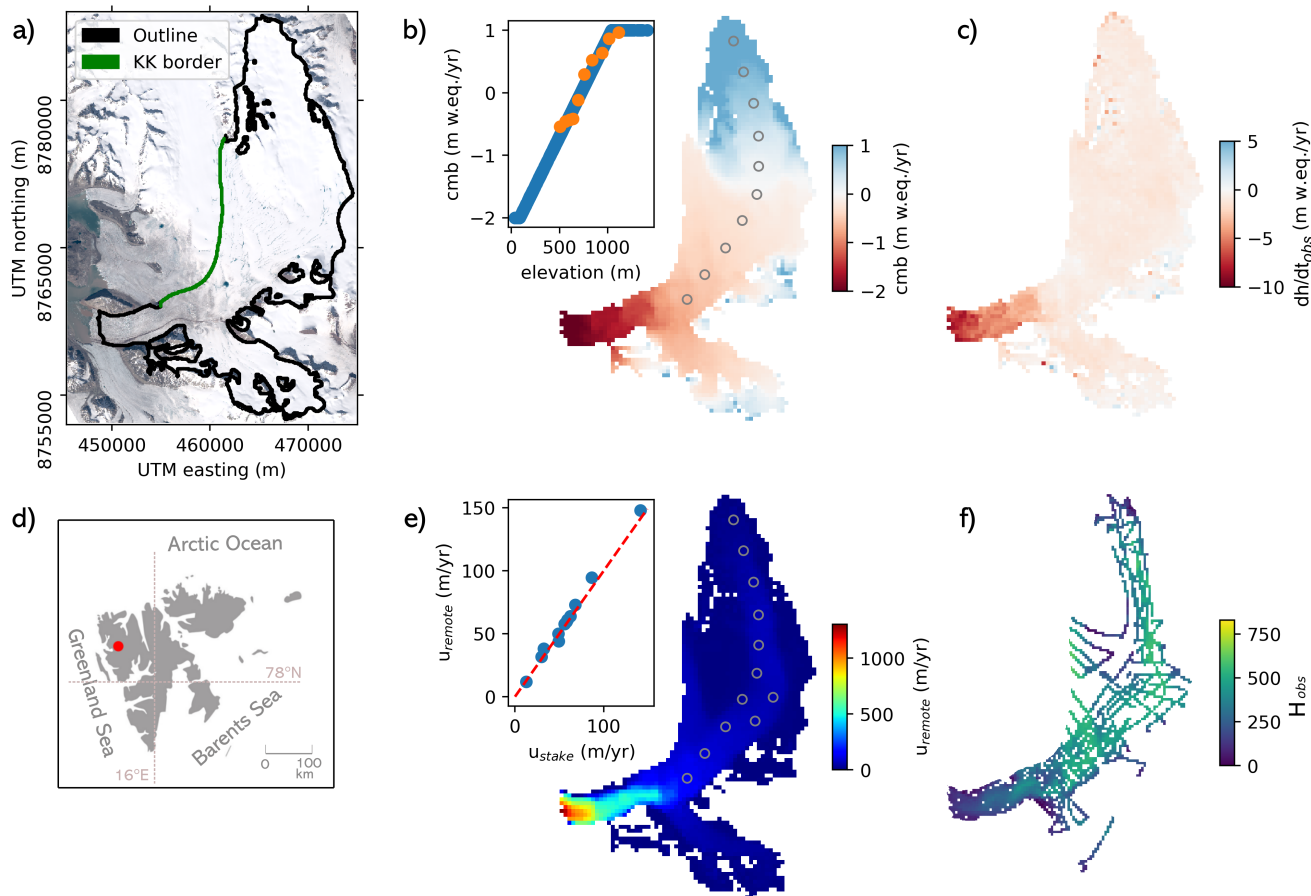 a)
Outline
KK border
UTM northing (m)
8780000
8765000
8755000
450000 460000 470000
UTM easting (m)
b)
cmb (m w.eq./yr)
1
0
−1
−2
0 500 1000
elevation (m)
1
0
−1
−2
cmb (m w.eq./yr)
c)
5
0
−5
−10
dh/dt_obs (m w.eq./yr)
d)
Arctic Ocean
Greenland Sea
78°N
Barents Sea
16°E
0 100
km
e)
u_remote (m/yr)
150
100
50
0
0 100
u_stake (m/yr)
1000
500
0
u_remote (m/yr)
f)
750
500
250
0
H_obs